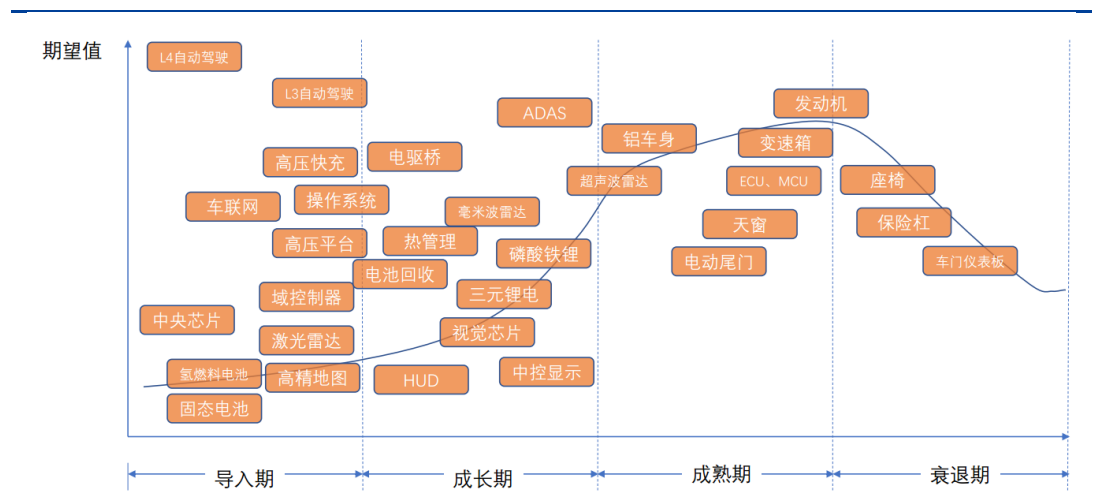 期望值
L4自动驾驶
L3自动驾驶
高压快充
车联网
操作系统
高压平台
域控制器
中央芯片
激光雷达
氢燃料电池
高精地图
固态电池
ADAS
电驱桥
毫米波雷达
热管理
磷酸铁锂
电池回收
三元锂电
视觉芯片
HUD
中控显示
发动机
铝车身
变速箱
超声波雷达
ECU、MCU
天窗
电动尾门
座椅
保险杠
车门仪表板
导入期
成长期
成熟期
衰退期